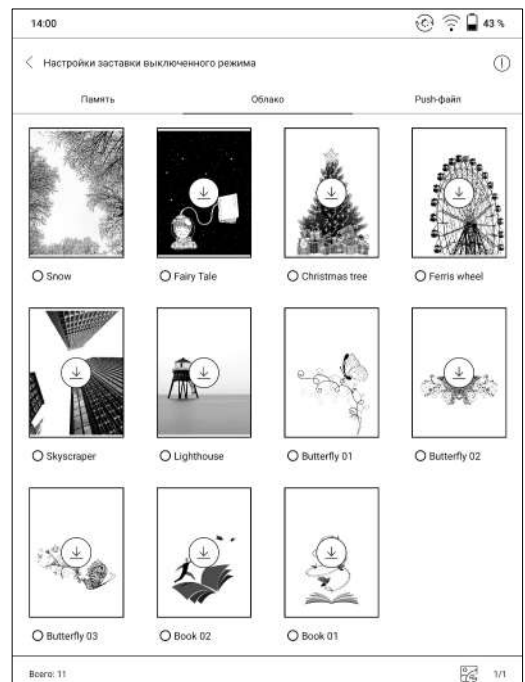 14:00 43 %
Настройки заставки выключенного режима
Память Облако Push-файл
Snow Fairy Tale Christmas tree Ferris wheel
Skyscraper Lighthouse Butterfly 01 Butterfly 02
Butterfly 03 Book 02 Book 01
Всего: 11 1/1